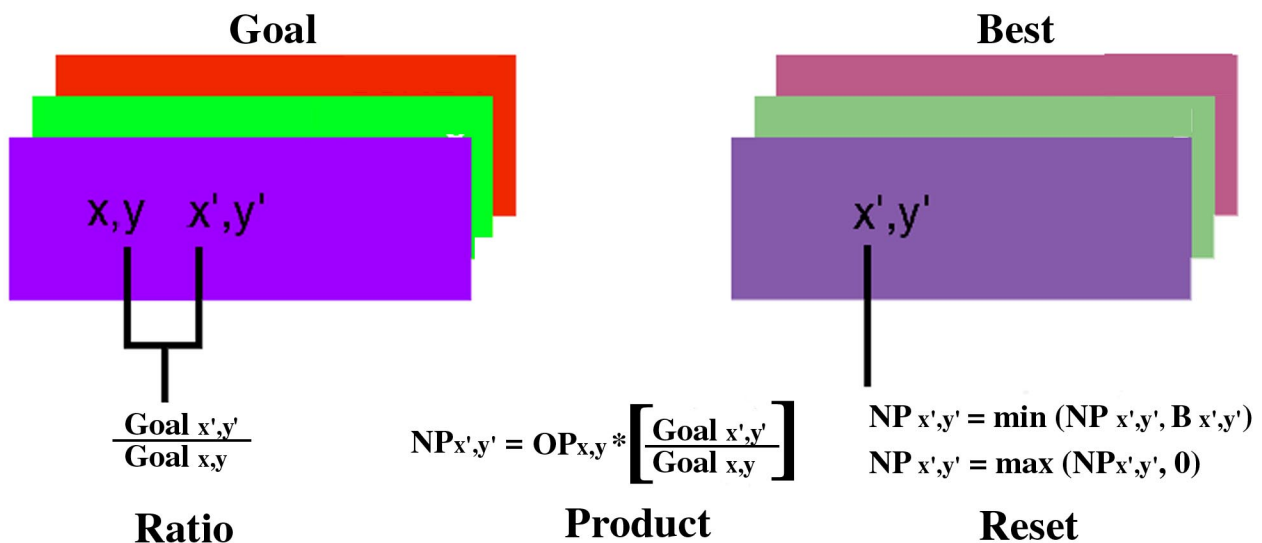 Goal
Best
x,y x',y'
x',y'
Goal x',y'
Goal x,y
NPx',y' = OPx,y * [ Goal x',y'
Goal x,y ]
NP x',y' = min (NP x',y', B x',y')
NP x',y' = max (NPx',y', 0)
Ratio
Product
Reset